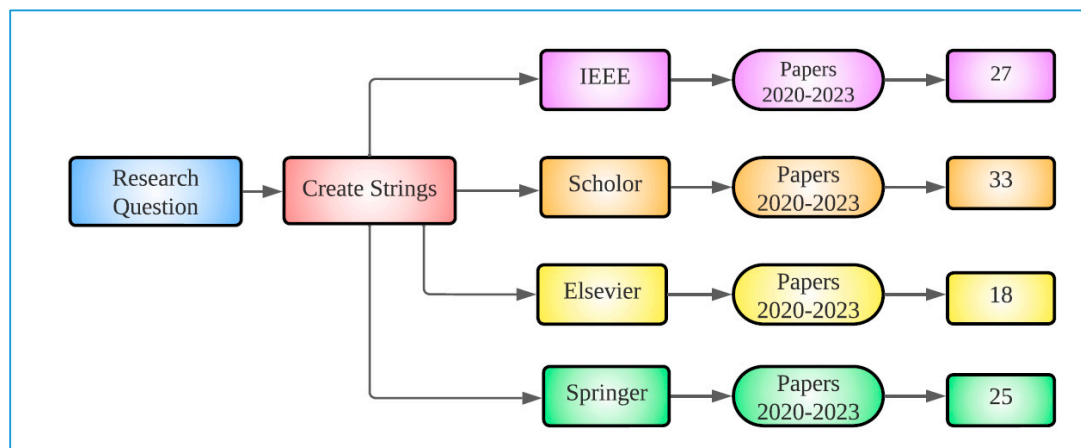 IEEE
Papers
2020-2023
27
Research
Question
Create Strings
Scholor
Papers
2020-2023
33
Elsevier
Papers
2020-2023
18
Springer
Papers
2020-2023
25